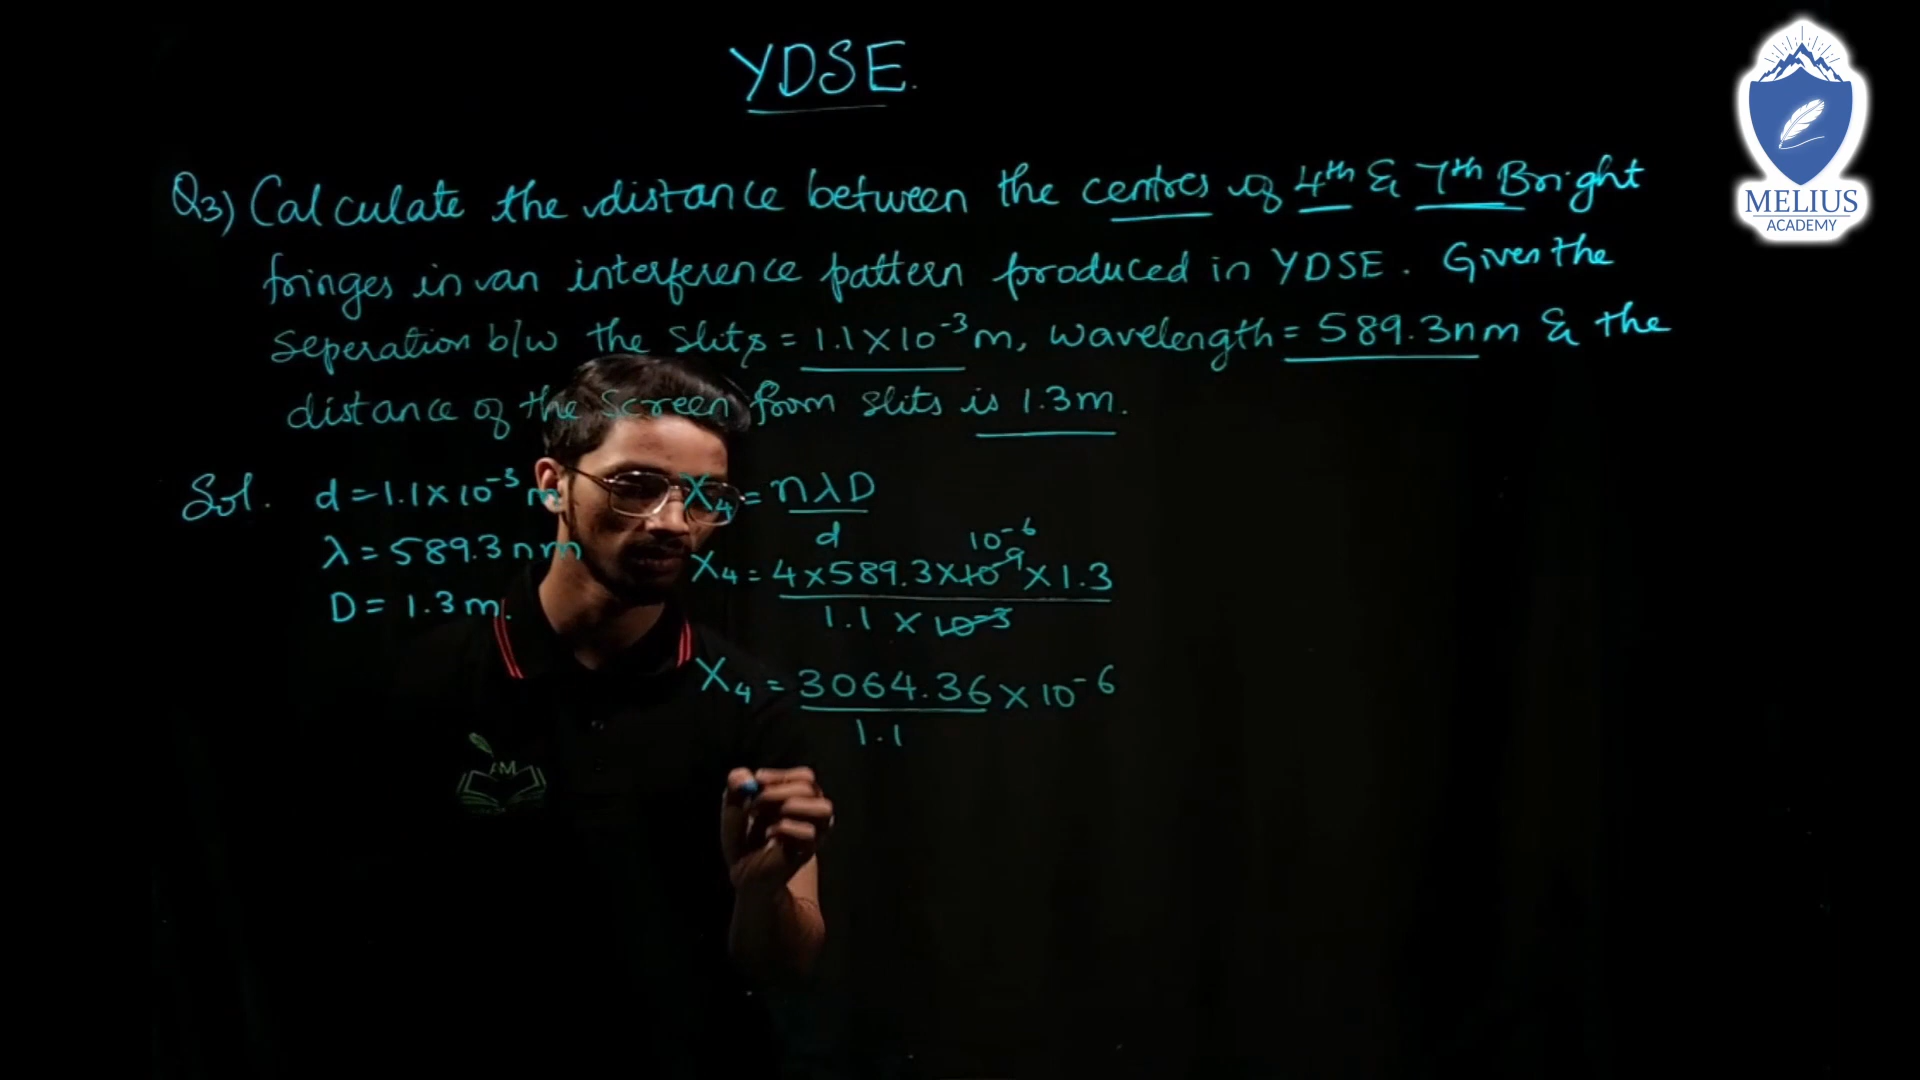 YDSE.
MELIUS
ACADEMY
Q3) Calculate the distance between the centres of 4th & 7th Bright
fringes in an interference pattern produced in YDSE. Given the
seperation b/w the slits = 1.1 X 10⁻³ m, wavelength = 589.3nm & the
distance of the screen from slits is 1.3m.
Sol. d = 1.1 x 10⁻³ m
λ = 589.3 nm
D = 1.3 m.
X₄ = nλD
d
10⁻⁶
X₄ = 4 x 589.3 x 10⁻⁹ x 1.3
1.1 x 10⁻³
X₄ = 3064.36 x 10⁻⁶
1.1
AM